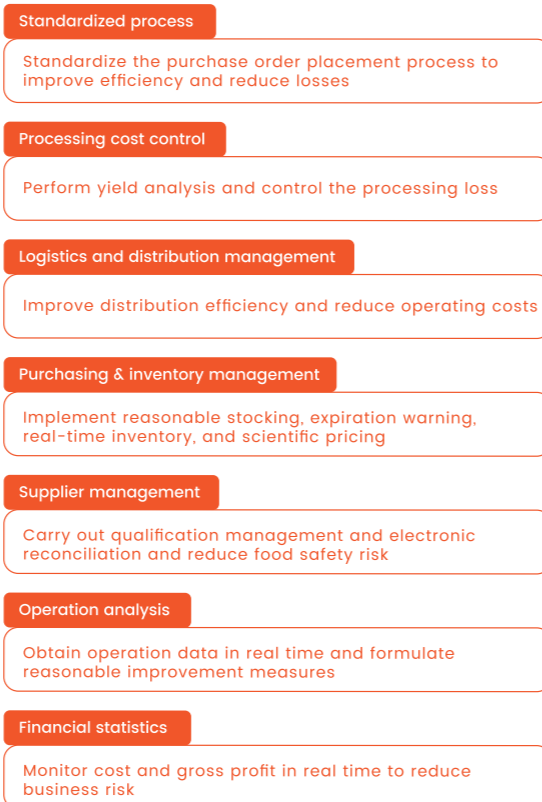 Standardized process
Standardize the purchase order placement process to
improve efficiency and reduce losses
Processing cost control
Perform yield analysis and control the processing loss
Logistics and distribution management
Improve distribution efficiency and reduce operating costs
Purchasing & inventory management
Implement reasonable stocking, expiration warning,
real-time inventory, and scientific pricing
Supplier management
Carry out qualification management and electronic
reconciliation and reduce food safety risk
Operation analysis
Obtain operation data in real time and formulate
reasonable improvement measures
Financial statistics
Monitor cost and gross profit in real time to reduce
business risk